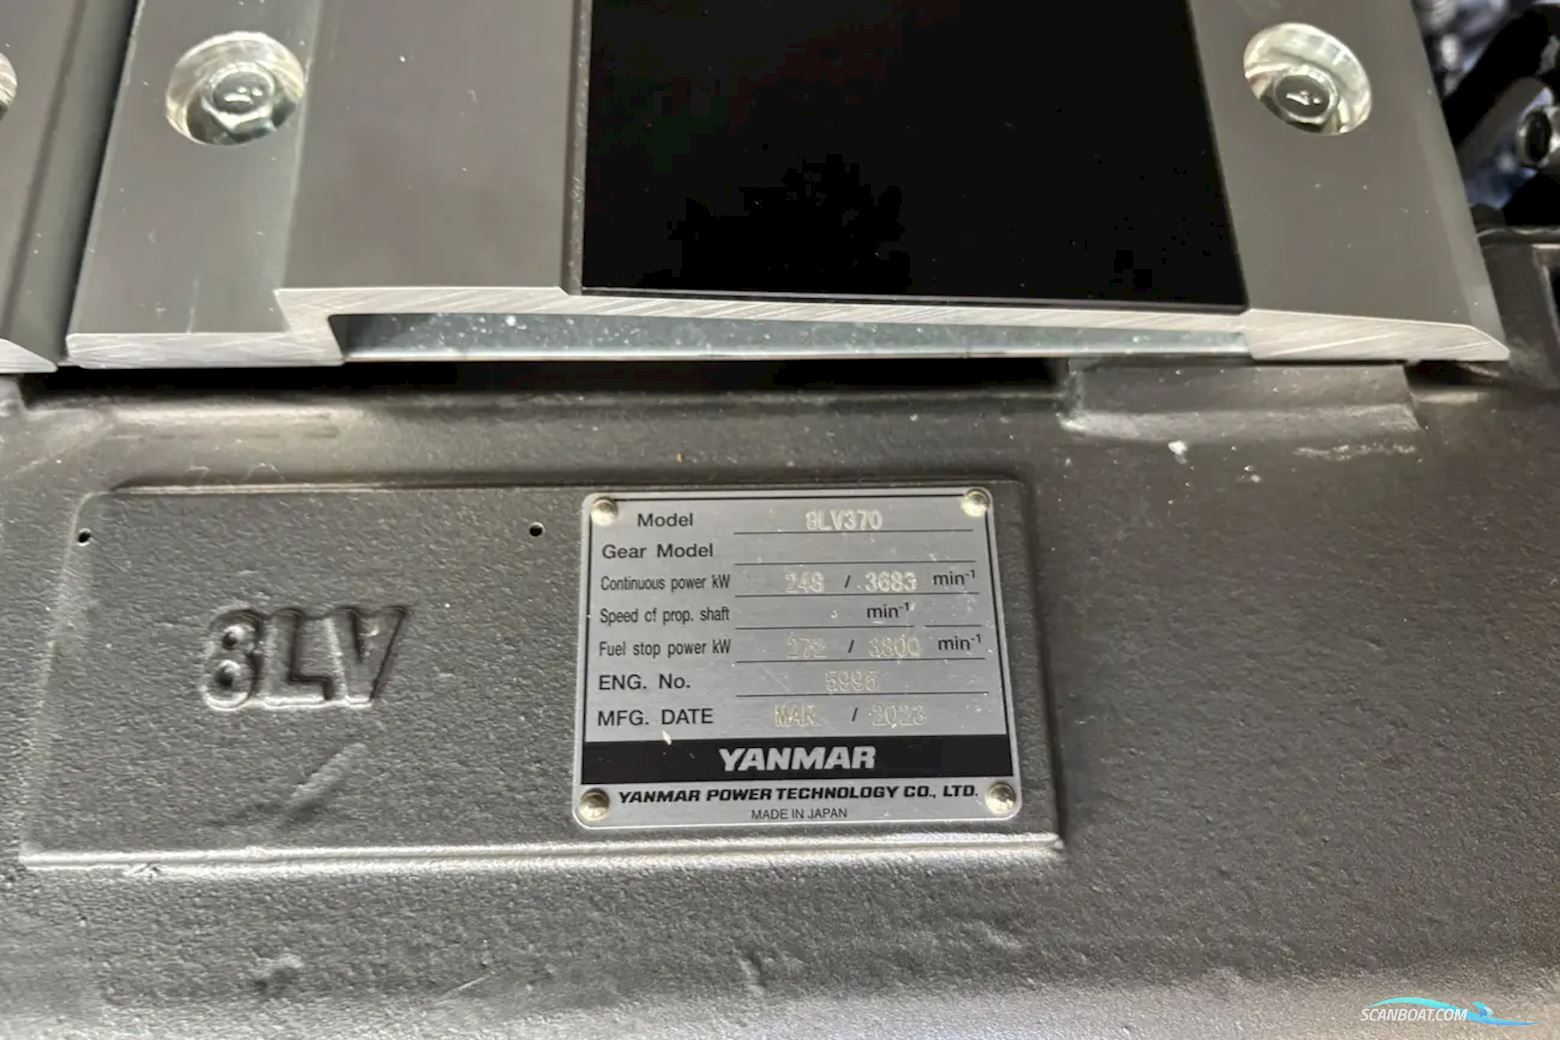 8LV
Model 8LV370
Gear Model
Continuous power kW / 3683 min-1
Speed of prop. shaft min-1
Fuel stop power kW 272 / 3800 min-1
ENG. No.
MFG. DATE MAR / 2023
YANMAR
YANMAR POWER TECHNOLOGY CO., LTD.
MADE IN JAPAN
SCANBOAT.COM